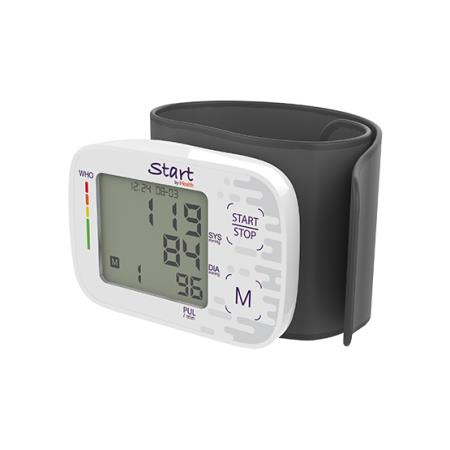 WHO
Start
by iHealth
12:24 08-03
119
SYS
mmHg
84
DIA
mmHg
M
1
96
PUL
/min
START
STOP
M